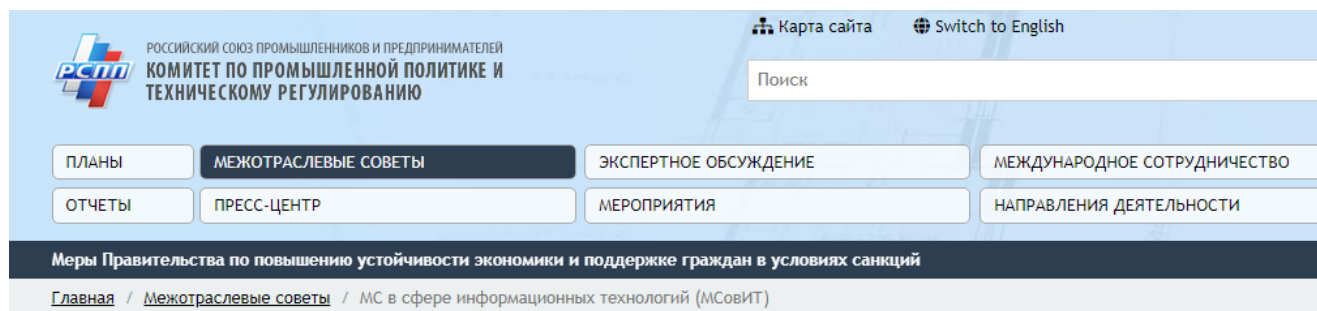 Карта сайта Switch to English
РОССИЙСКИЙ СОЮЗ ПРОМЫШЛЕННИКОВ И ПРЕДПРИНИМАТЕЛЕЙ
РСПП
КОМИТЕТ ПО ПРОМЫШЛЕННОЙ ПОЛИТИКЕ И
ТЕХНИЧЕСКОМУ РЕГУЛИРОВАНИЮ
Поиск
ПЛАНЫ МЕЖОТРАСЛЕВЫЕ СОВЕТЫ ЭКСПЕРТНОЕ ОБСУЖДЕНИЕ МЕЖДУНАРОДНОЕ СОТРУДНИЧЕСТВО
ОТЧЕТЫ ПРЕСС-ЦЕНТР МЕРОПРИЯТИЯ НАПРАВЛЕНИЯ ДЕЯТЕЛЬНОСТИ
Меры Правительства по повышению устойчивости экономики и поддержке граждан в условиях санкций
Главная / Межотраслевые советы / МС в сфере информационных технологий (МСовИТ)